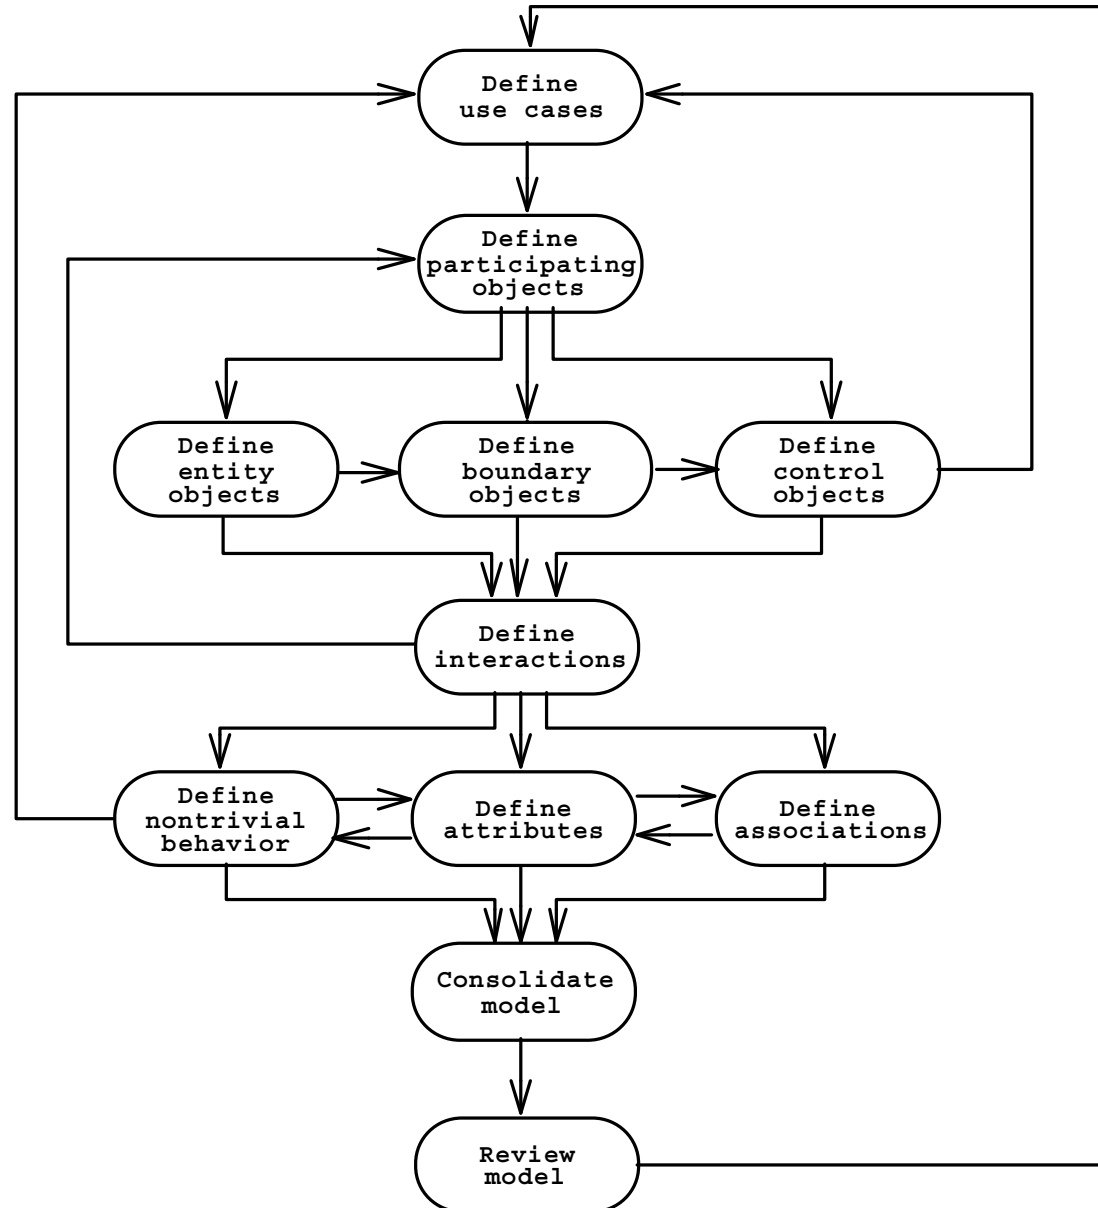 Define
use cases
Define
participating
objects
Define
entity
objects
Define
boundary
objects
Define
control
objects
Define
interactions
Define
nontrivial
behavior
Define
attributes
Define
associations
Consolidate
model
Review
model